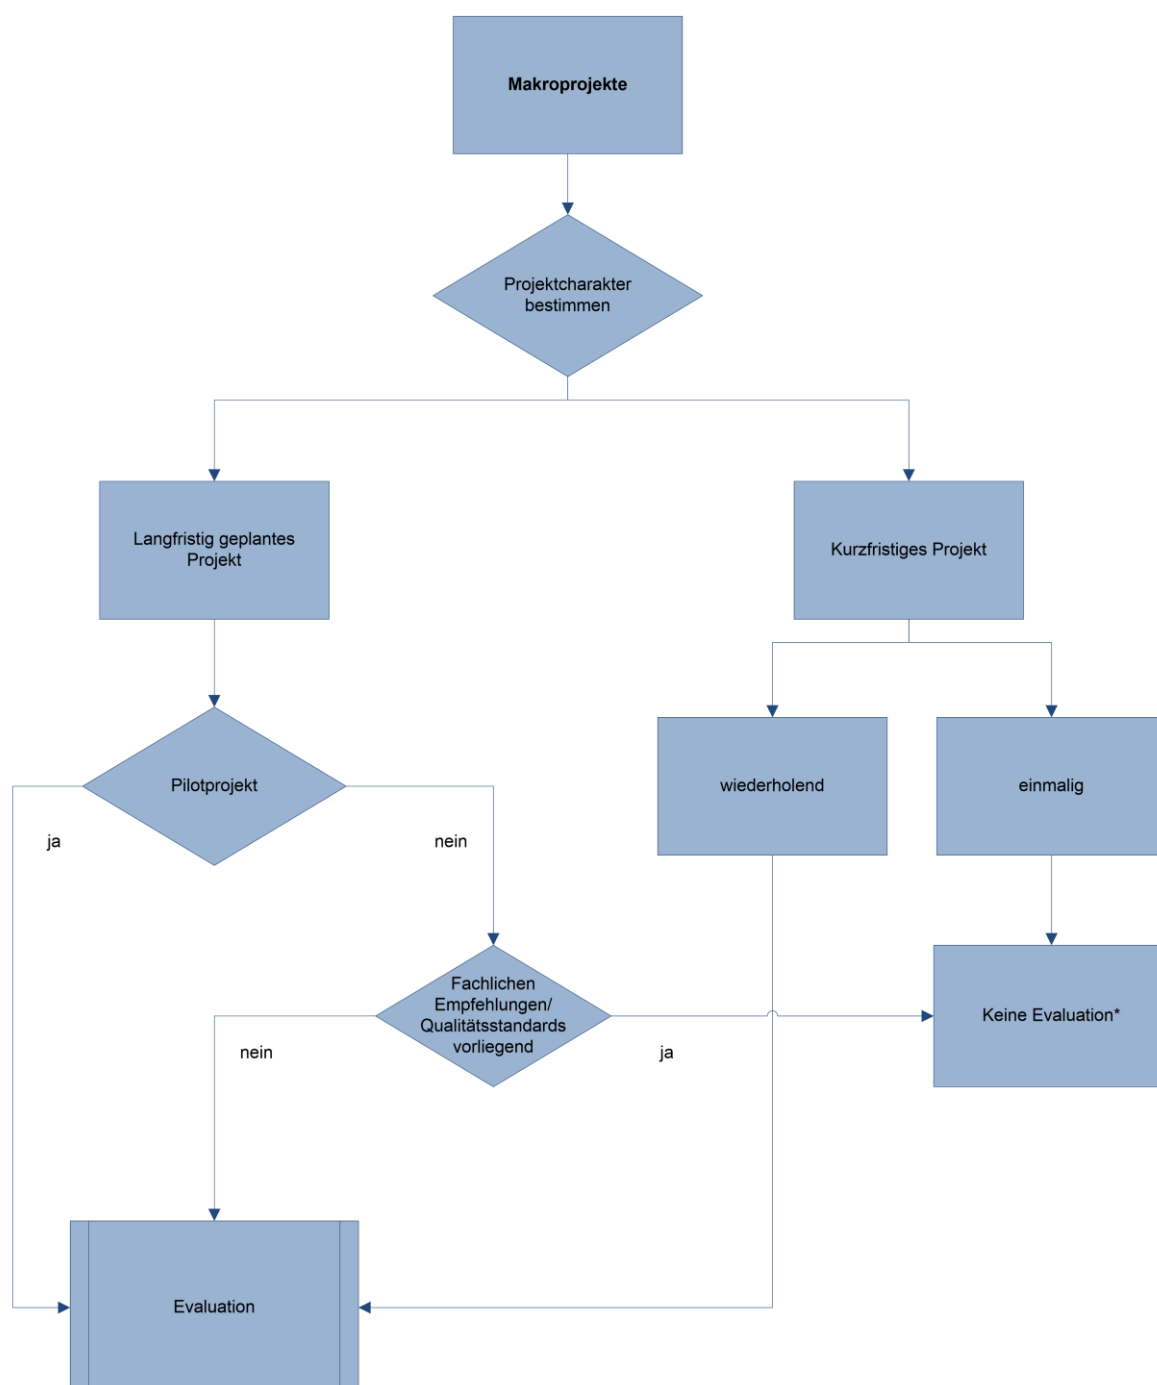 Makroprojekte
Projektcharakter
bestimmen
Langfristig geplantes
Projekt
Kurzfristiges Projekt
Pilotprojekt
wiederholend
einmalig
ja
nein
Fachlichen
Empfehlungen/
Qualitätsstandards
vorliegend
Keine Evaluation*
nein
ja
Evaluation